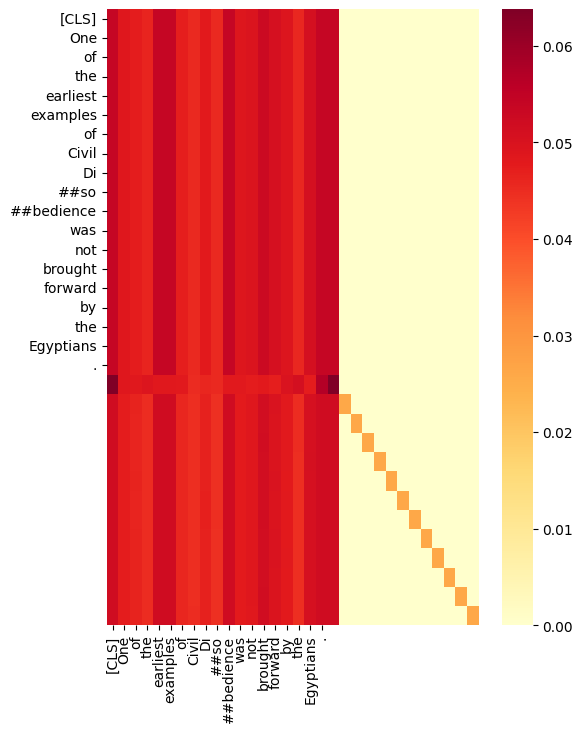 [CLS]
One
of
the
earliest
examples
of
Civil
Di
##so
##bedience
was
not
brought
forward
by
the
Egyptians
.
[CLS]
One
of
the
earliest
examples
of
Civil
Di
##so
##bedience
was
not
brought
forward
by
the
Egyptians
.
0.06
0.05
0.04
0.03
0.02
0.01
0.00